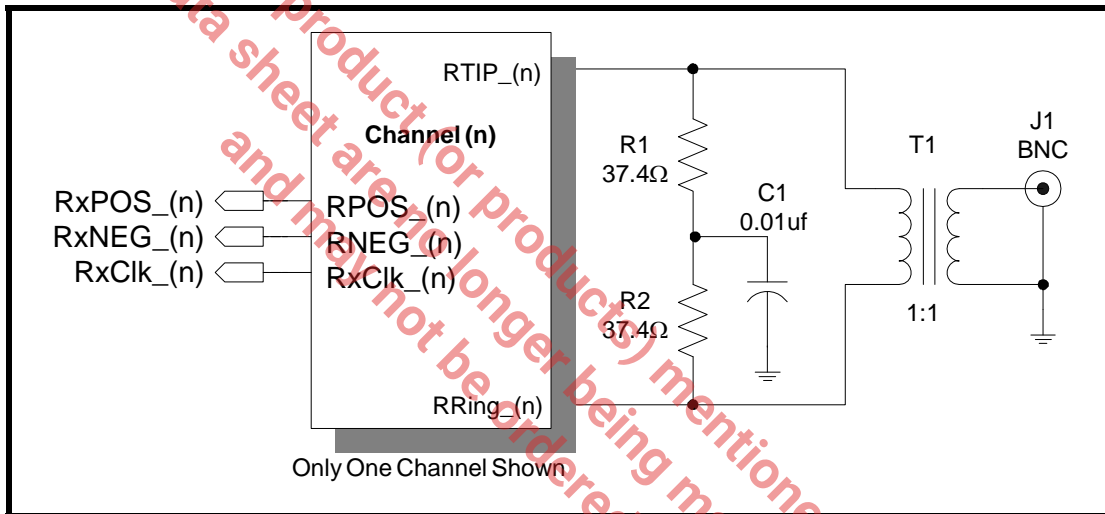 RTIP_(n)
Channel (n)
RxPOS_(n)
RPOS_(n)
RxNEG_(n)
RNEG_(n)
RxClk_(n)
RxClk_(n)
RRing_(n)
Only One Channel Shown
R1
37.4Ω
C1
0.01uf
R2
37.4Ω
T1
1:1
J1
BNC
product (or products) mentione
ata sheet are no longer being m
and may not be ordered